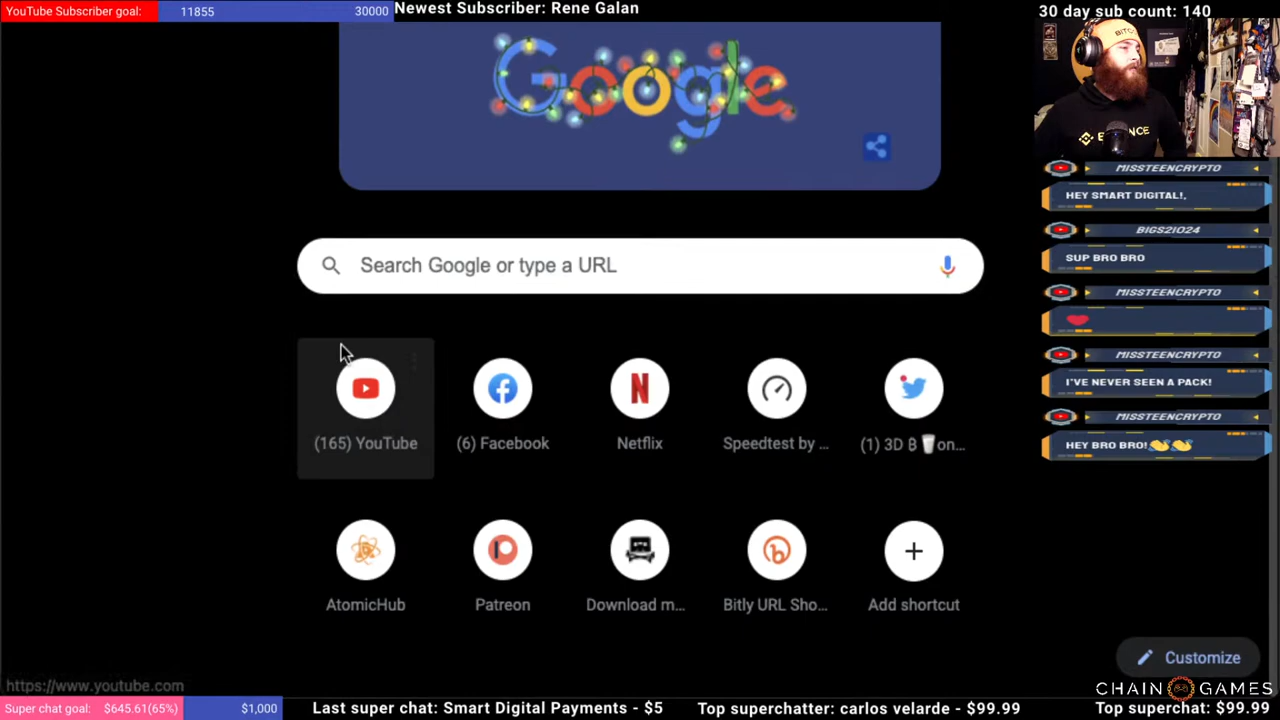 YouTube Subscriber goal: 11855 30000 Newest Subscriber: Rene Galan 30 day sub count: 140
Google
BITC
MISSTEENCRYPTO
HEY SMART DIGITAL!,
BIGS21024
SUP BRO BRO
MISSTEENCRYPTO
MISSTEENCRYPTO
I'VE NEVER SEEN A PACK!
MISSTEENCRYPTO
HEY BRO BRO!
Search Google or type a URL
(165) YouTube
(6) Facebook
Netflix
Speedtest by ...
(1) 3D ₿🥛on...
AtomicHub
Patreon
Download m...
Bitly URL Sho...
Add shortcut
Customize
https://www.youtube.com
CHAIN GAMES
Super chat goal: $645.61(65%) $1,000 Last super chat: Smart Digital Payments - $5 Top superchatter: carlos velarde - $99.99 Top superchat: $99.99